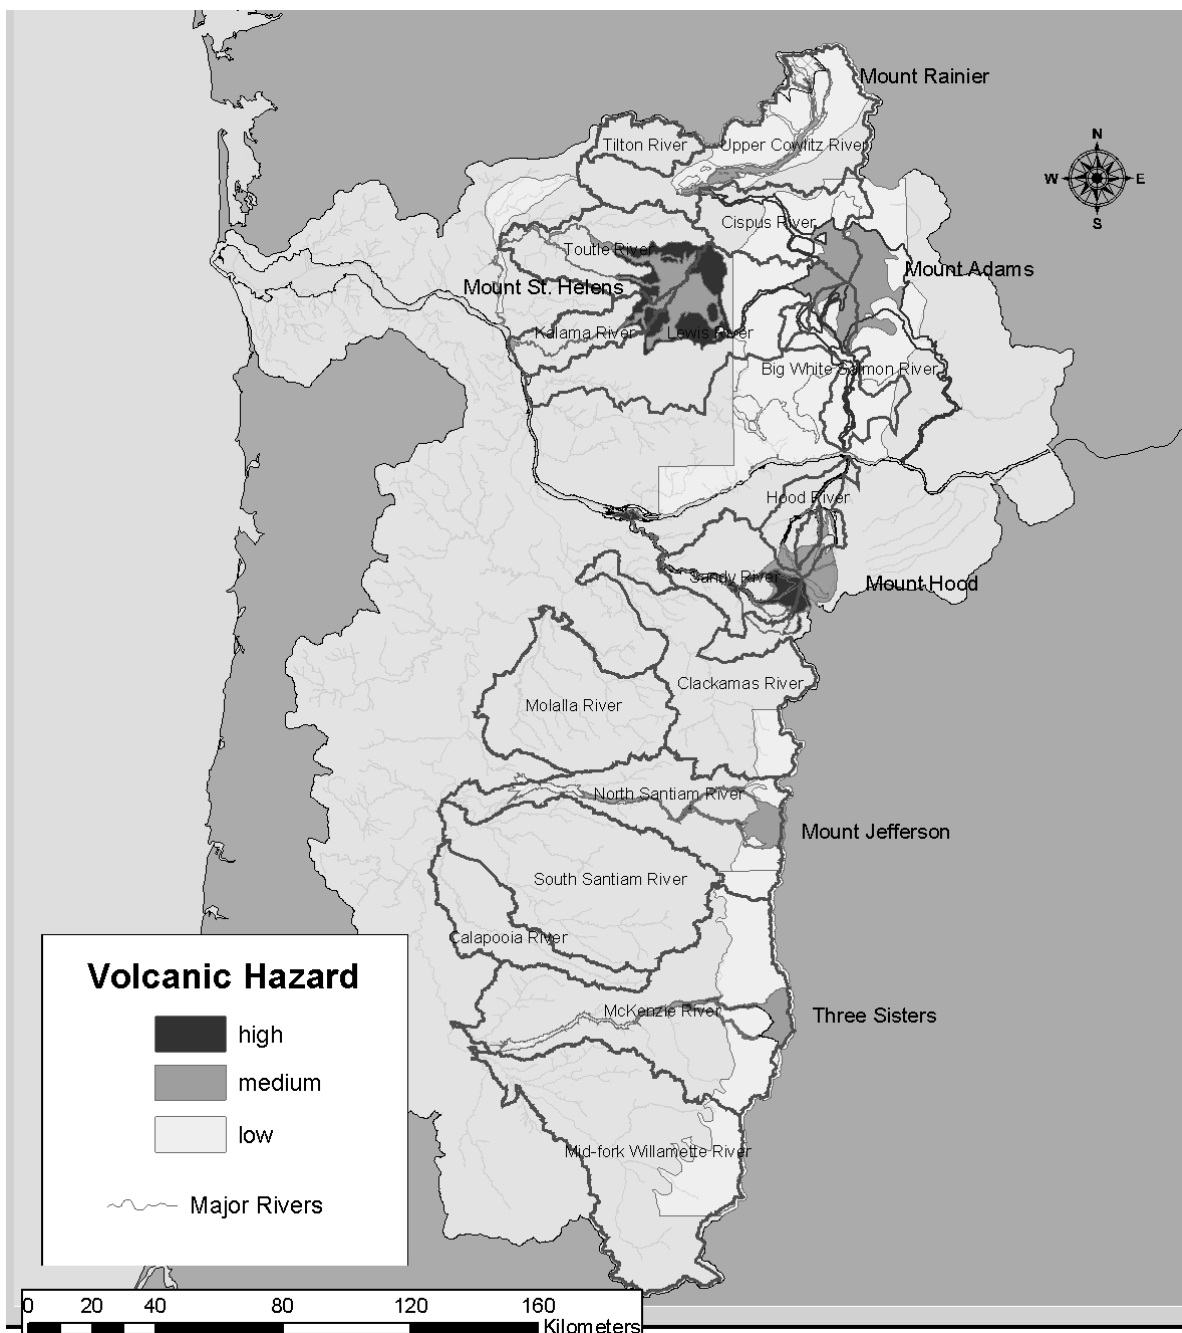 Mount Rainier
N
Tilton River
Upper Cowlitz River
W
E
S
Cispus River
Toutle River
Mount Adams
Mount St. Helens
Kalama River
Lewis River
Big White Salmon River
Hood River
Sandy River
Mount Hood
Clackamas River
Molalla River
North Santiam River
Mount Jefferson
South Santiam River
Calapooia River
McKenzie River
Three Sisters
Mid-fork Willamette River
Volcanic Hazard
high
medium
low
Major Rivers
0 20 40 80 120 160
Kilometers